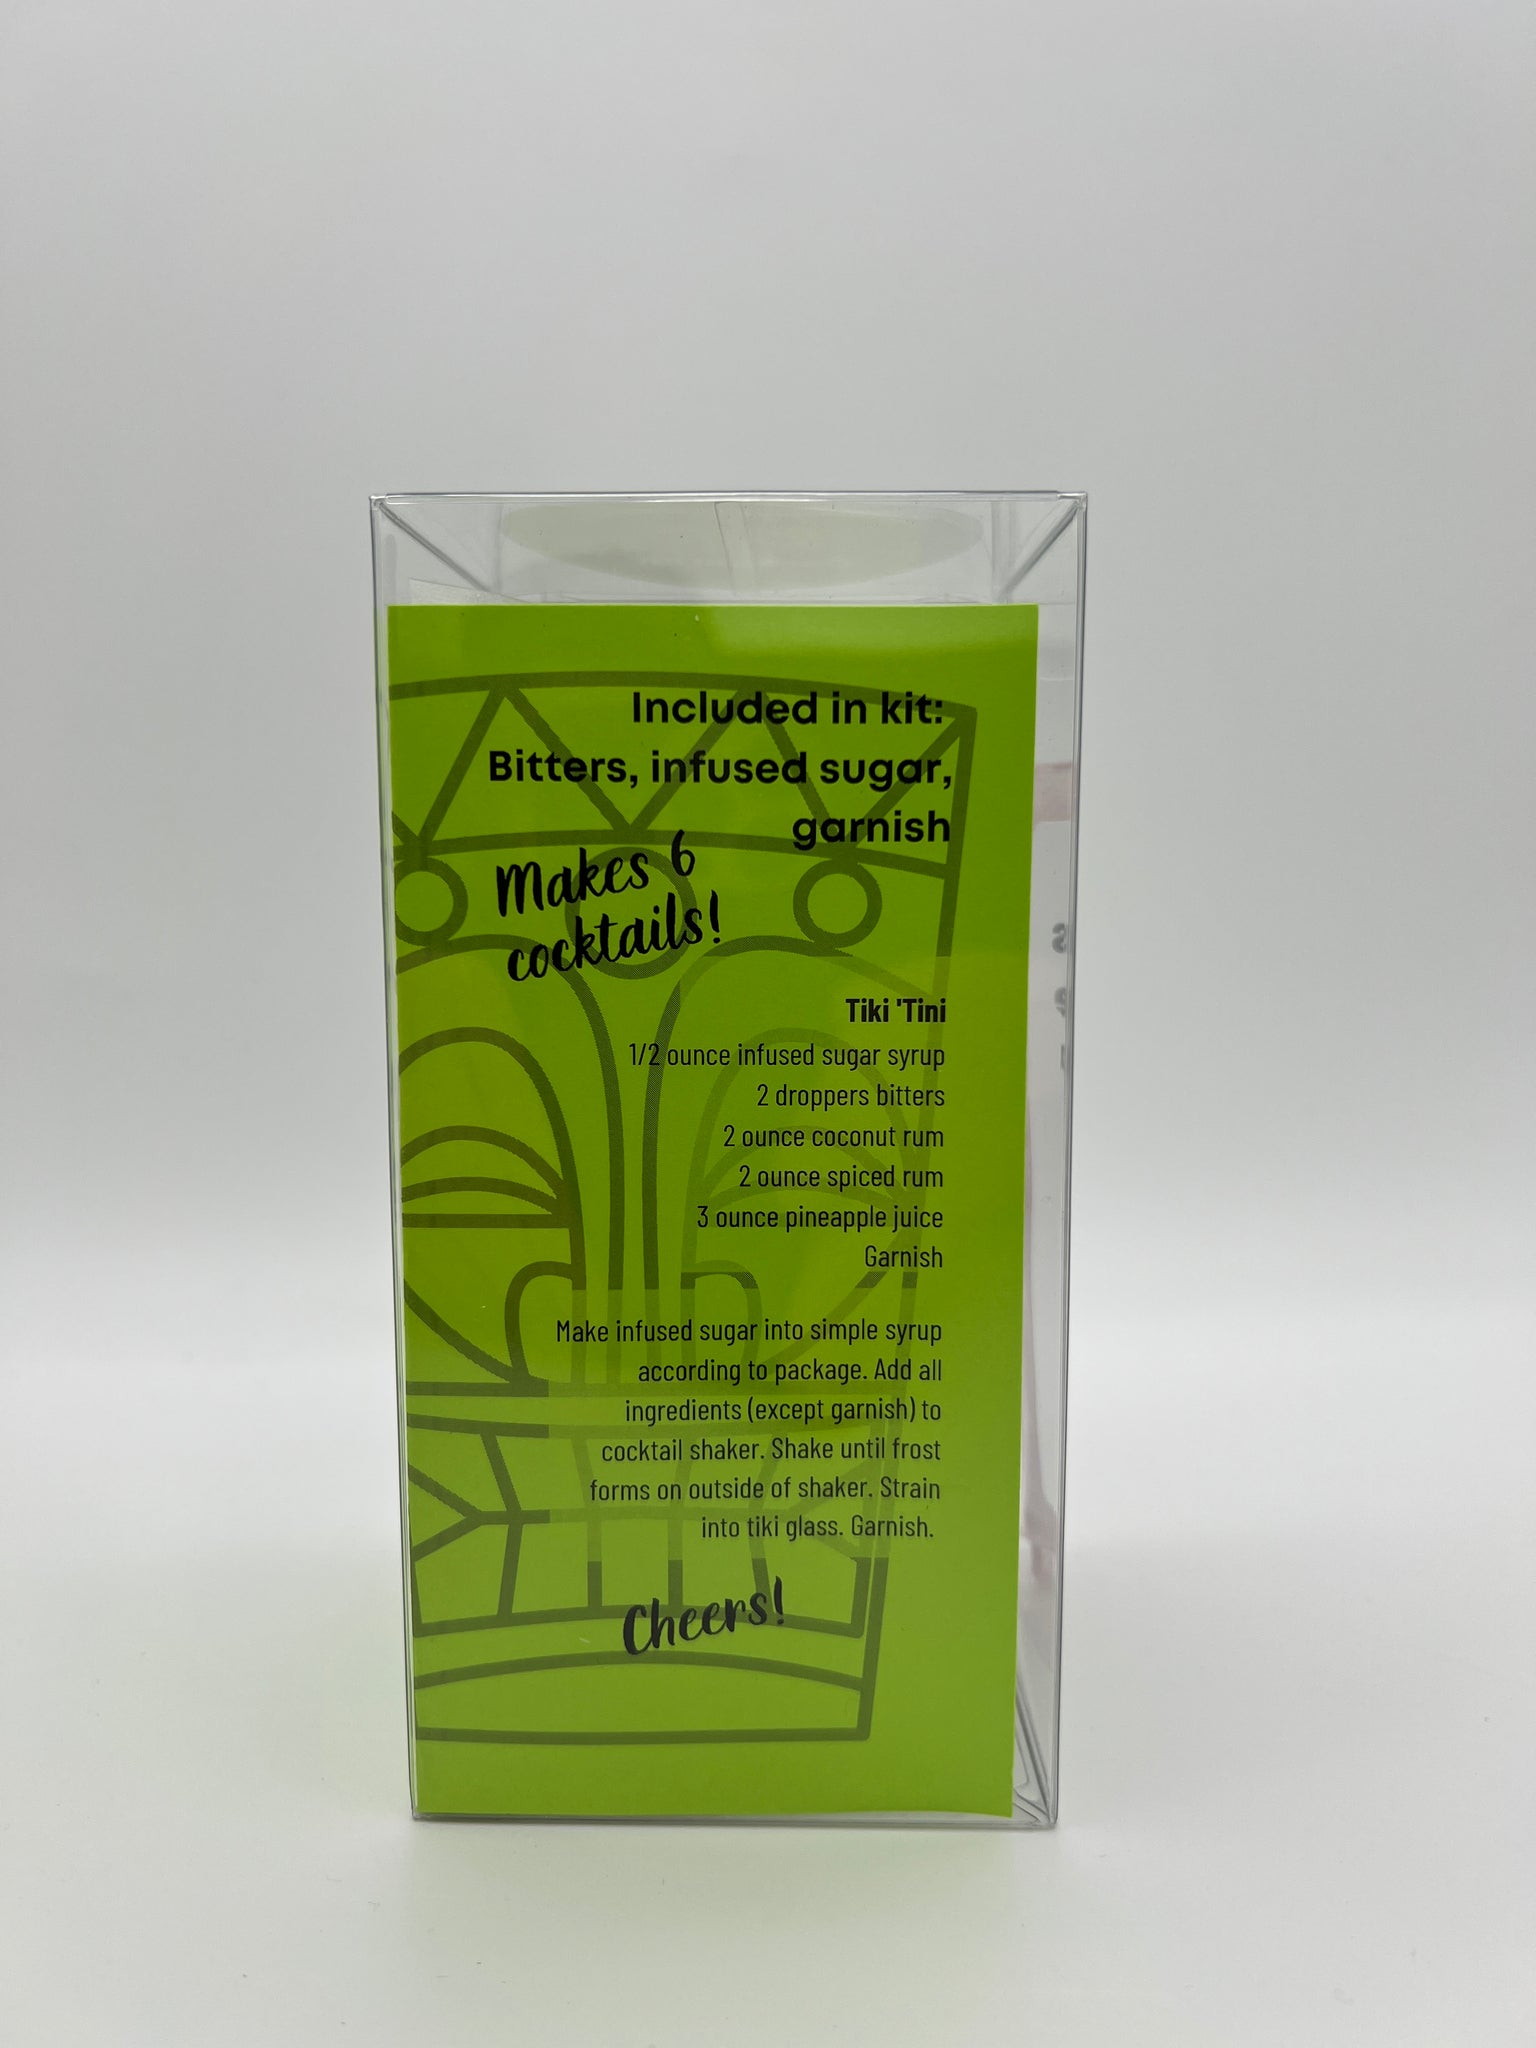 Included in kit:
Bitters, infused sugar,
garnish
Makes 6
cocktails!
Tiki 'Tini
1/2 ounce infused sugar syrup
2 droppers bitters
2 ounce coconut rum
2 ounce spiced rum
3 ounce pineapple juice
Garnish
Make infused sugar into simple syrup
according to package. Add all
ingredients (except garnish) to
cocktail shaker. Shake until frost
forms on outside of shaker. Strain
into tiki glass. Garnish.
Cheers!